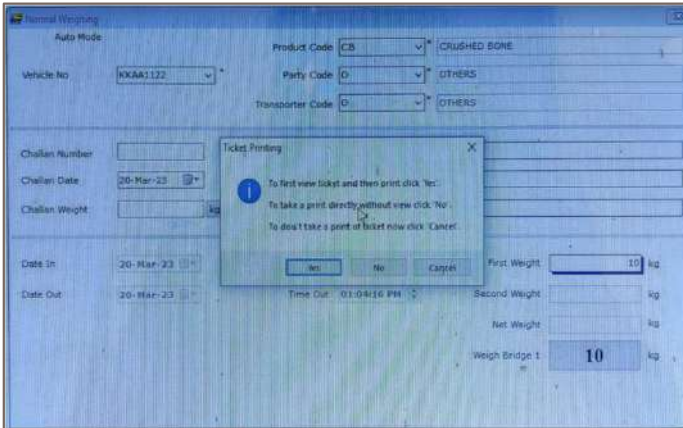 Normal Weighing
Auto Mode
Product Code CB * CRUSHED BONE
Vehicle No KKAA1122 * Party Code O * OTHERS
Transporter Code O * OTHERS
Ticket Printing
Challan Number
To first view ticket and then print click 'Yes'.
Challan Date 20-Mar-23
To take a print directly without view click 'No'.
Challan Weight kg
To don't take a print of ticket now click 'Cancel'.
Date In 20-Mar-23 Yes No Cancel First Weight 10 kg
Date Out 20-Mar-23 Time Out 01:04:16 PM Second Weight kg
Net Weight kg
Weigh Bridge 1 10 kg